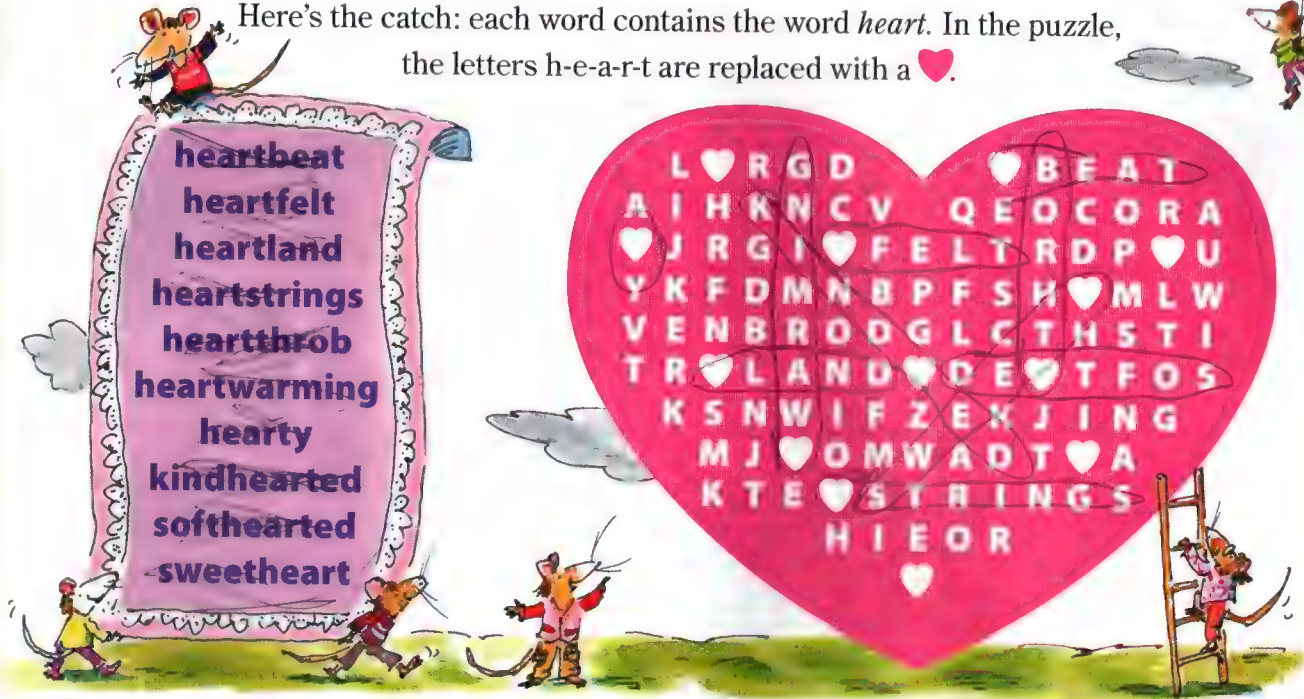 Here's the catch: each word contains the word heart. In the puzzle,
the letters h-e-a-r-t are replaced with a ♥.
heartbeat
heartfelt
heartland
heartstrings
heartthrob
heartwarming
hearty
kindhearted
softhearted
sweetheart
L ♥ R G D ♥ B E A T
A I H K N C V Q E O C O R A
♥ J R G I ♥ F E L T R D P ♥ U
Y K F D M N B P F S H ♥ M L W
V E N B R O D G L C T H S T I
T R ♥ L A N D ♥ D E ♥ T F O S
K S N W I F Z E K J I N G
M J ♥ O M W A D T ♥ A
K T E ♥ S T R I N G S
H I E O R
♥